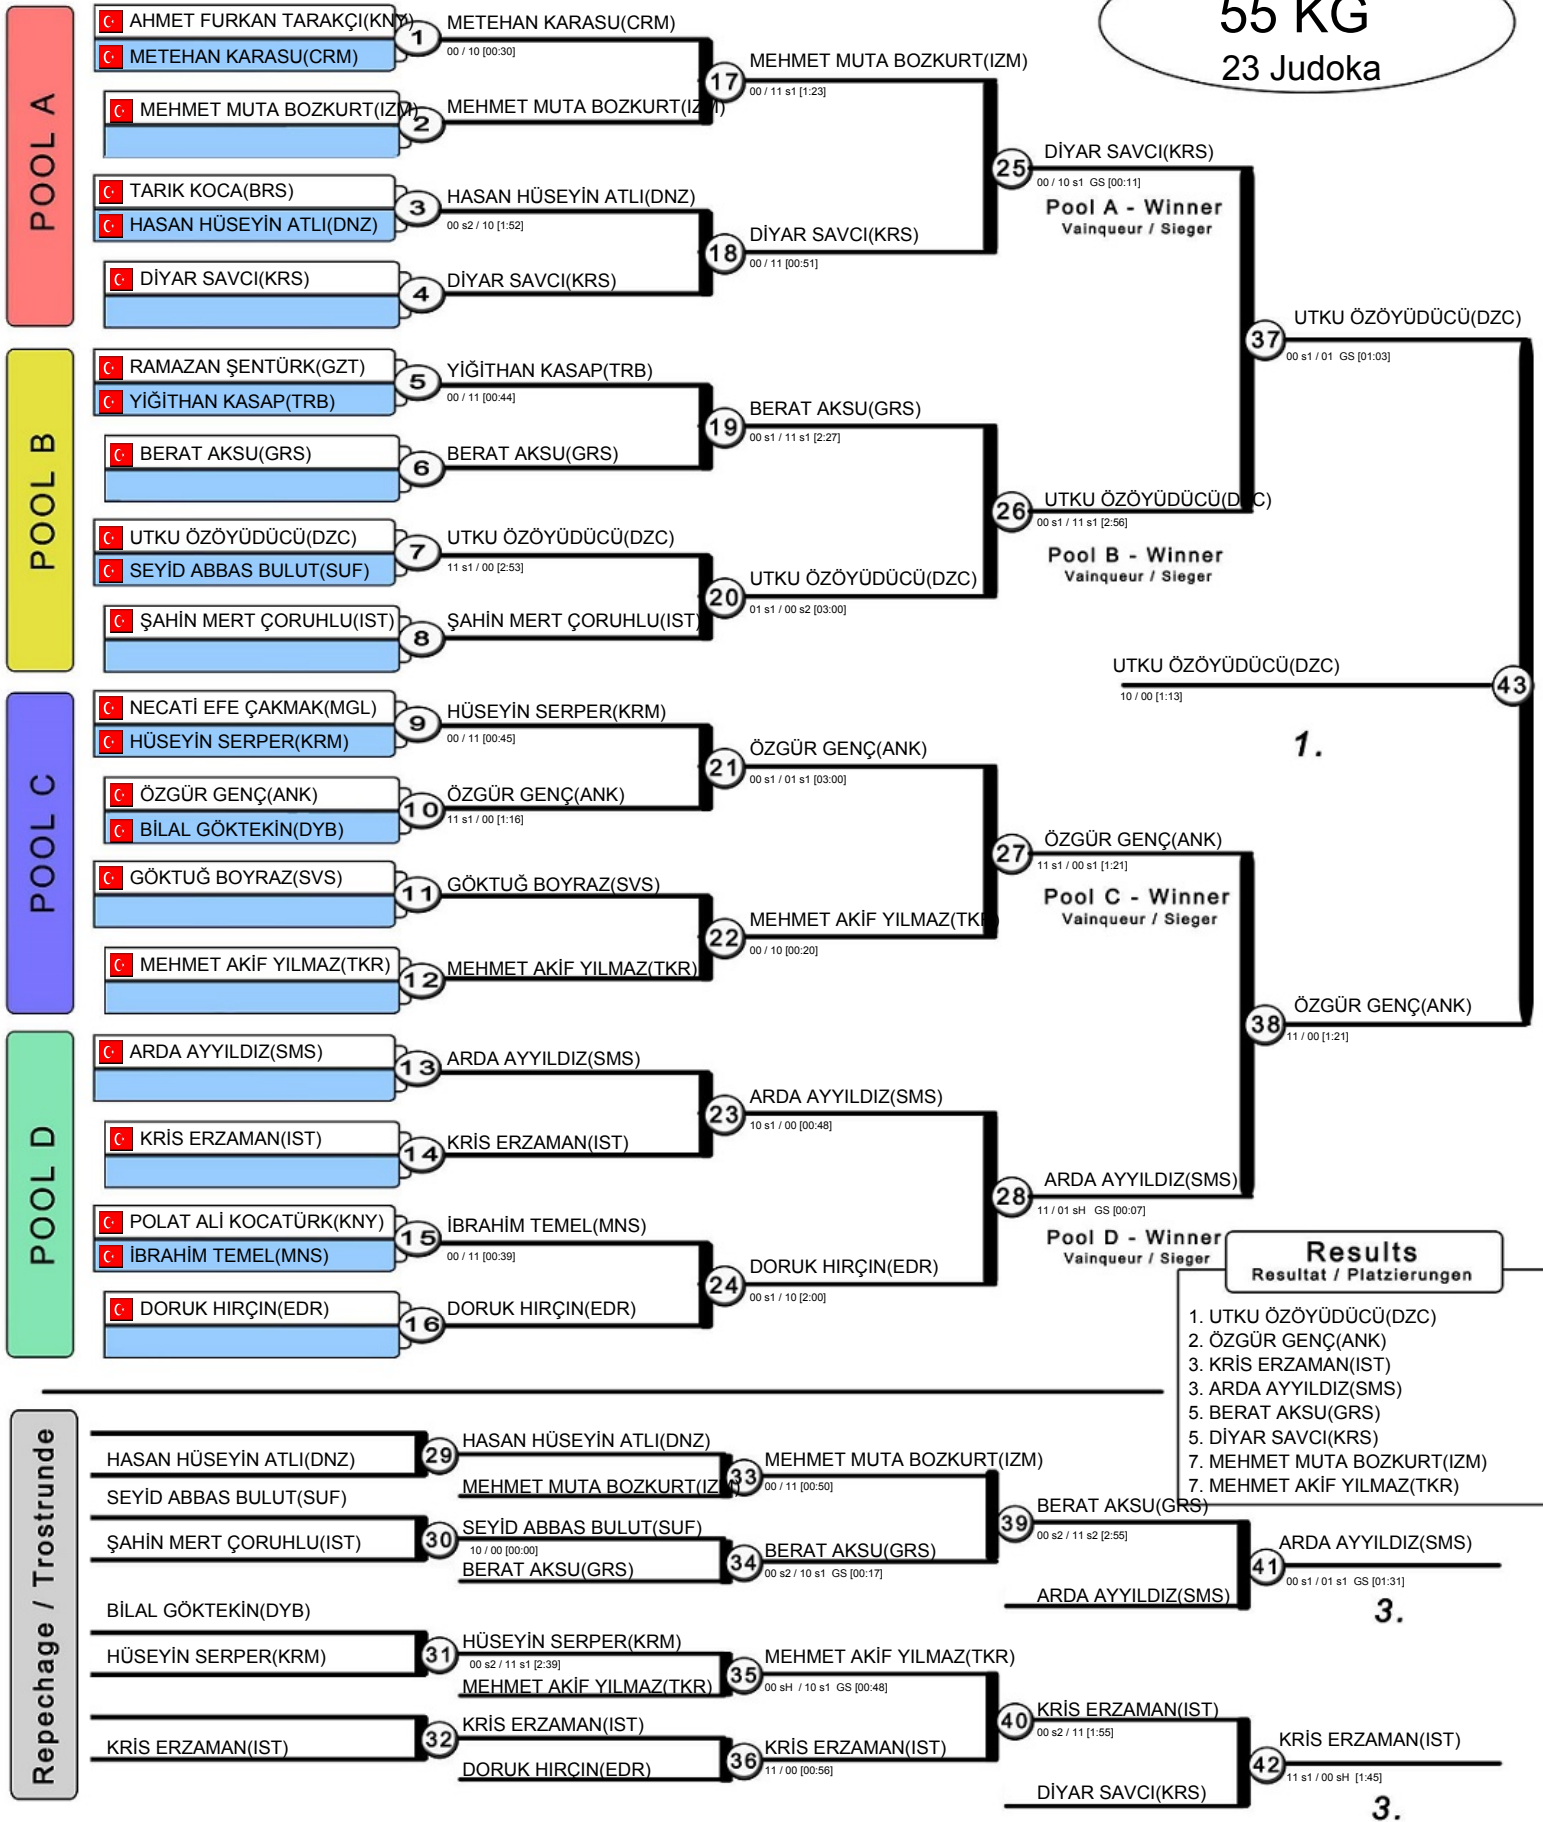 55 KG
23 Judoka
POOL A
AHMET FURKAN TARAKÇI(KNY)
METEHAN KARASU(CRM)
1
METEHAN KARASU(CRM)
00 / 10 [00:30]
MEHMET MUTA BOZKURT(IZM)
2
MEHMET MUTA BOZKURT(IZM)
17
MEHMET MUTA BOZKURT(IZM)
00 / 11 s1 [1:23]
TARIK KOCA(BRS)
HASAN HÜSEYİN ATLI(DNZ)
3
HASAN HÜSEYİN ATLI(DNZ)
00 s2 / 10 [1:52]
DİYAR SAVCI(KRS)
4
DİYAR SAVCI(KRS)
18
DİYAR SAVCI(KRS)
00 / 11 [00:51]
25
DİYAR SAVCI(KRS)
00 / 10 s1 GS [00:11]
Pool A - Winner
Vainqueur / Sieger
POOL B
RAMAZAN ŞENTÜRK(GZT)
YİĞİTHAN KASAP(TRB)
5
YİĞİTHAN KASAP(TRB)
00 / 11 [00:44]
BERAT AKSU(GRS)
6
BERAT AKSU(GRS)
19
BERAT AKSU(GRS)
00 s1 / 11 s1 [2:27]
UTKU ÖZÖYÜDÜCÜ(DZC)
SEYİD ABBAS BULUT(SUF)
7
UTKU ÖZÖYÜDÜCÜ(DZC)
11 s1 / 00 [2:53]
ŞAHİN MERT ÇORUHLU(IST)
8
ŞAHİN MERT ÇORUHLU(IST)
20
UTKU ÖZÖYÜDÜCÜ(DZC)
01 s1 / 00 s2 [03:00]
26
UTKU ÖZÖYÜDÜCÜ(DZC)
00 s1 / 11 s1 [2:56]
Pool B - Winner
Vainqueur / Sieger
37
UTKU ÖZÖYÜDÜCÜ(DZC)
00 s1 / 01 GS [01:03]
UTKU ÖZÖYÜDÜCÜ(DZC)
10 / 00 [1:13]
43
1.
POOL C
NECATİ EFE ÇAKMAK(MGL)
HÜSEYİN SERPER(KRM)
9
HÜSEYİN SERPER(KRM)
00 / 11 [00:45]
ÖZGÜR GENÇ(ANK)
BİLAL GÖKTEKİN(DYB)
10
ÖZGÜR GENÇ(ANK)
11 s1 / 00 [1:16]
21
ÖZGÜR GENÇ(ANK)
00 s1 / 01 s1 [03:00]
GÖKTUĞ BOYRAZ(SVS)
11
GÖKTUĞ BOYRAZ(SVS)
MEHMET AKİF YILMAZ(TKR)
12
MEHMET AKİF YILMAZ(TKR)
22
MEHMET AKİF YILMAZ(TKR)
00 / 10 [00:20]
27
ÖZGÜR GENÇ(ANK)
11 s1 / 00 s1 [1:21]
Pool C - Winner
Vainqueur / Sieger
POOL D
ARDA AYYILDIZ(SMS)
13
ARDA AYYILDIZ(SMS)
KRİS ERZAMAN(IST)
14
KRİS ERZAMAN(IST)
23
ARDA AYYILDIZ(SMS)
10 s1 / 00 [00:48]
POLAT ALİ KOCATÜRK(KNY)
İBRAHİM TEMEL(MNS)
15
İBRAHİM TEMEL(MNS)
00 / 11 [00:39]
DORUK HIRÇIN(EDR)
16
DORUK HIRÇIN(EDR)
24
DORUK HIRÇIN(EDR)
00 s1 / 10 [2:00]
28
ARDA AYYILDIZ(SMS)
11 / 01 sH GS [00:07]
Pool D - Winner
Vainqueur / Sieger
38
ÖZGÜR GENÇ(ANK)
11 / 00 [1:21]
Results
Resultat / Platzierungen
1. UTKU ÖZÖYÜDÜCÜ(DZC)
2. ÖZGÜR GENÇ(ANK)
3. KRİS ERZAMAN(IST)
3. ARDA AYYILDIZ(SMS)
5. BERAT AKSU(GRS)
5. DİYAR SAVCI(KRS)
7. MEHMET MUTA BOZKURT(IZM)
7. MEHMET AKİF YILMAZ(TKR)
Repechage / Trostrunde
HASAN HÜSEYİN ATLI(DNZ)
29
HASAN HÜSEYİN ATLI(DNZ)
MEHMET MUTA BOZKURT(IZM)
33
MEHMET MUTA BOZKURT(IZM)
00 / 11 [00:50]
SEYİD ABBAS BULUT(SUF)
ŞAHİN MERT ÇORUHLU(IST)
30
SEYİD ABBAS BULUT(SUF)
10 / 00 [00:00]
BERAT AKSU(GRS)
34
BERAT AKSU(GRS)
00 s2 / 10 s1 GS [00:17]
39
BERAT AKSU(GRS)
00 s2 / 11 s2 [2:55]
ARDA AYYILDIZ(SMS)
41
ARDA AYYILDIZ(SMS)
00 s1 / 01 s1 GS [01:31]
3.
BİLAL GÖKTEKİN(DYB)
HÜSEYİN SERPER(KRM)
31
HÜSEYİN SERPER(KRM)
00 s2 / 11 s1 [2:39]
MEHMET AKİF YILMAZ(TKR)
35
MEHMET AKİF YILMAZ(TKR)
00 sH / 10 s1 GS [00:48]
KRİS ERZAMAN(IST)
32
KRİS ERZAMAN(IST)
DORUK HIRÇIN(EDR)
36
KRİS ERZAMAN(IST)
11 / 00 [00:56]
40
KRİS ERZAMAN(IST)
00 s2 / 11 [1:55]
DİYAR SAVCI(KRS)
42
KRİS ERZAMAN(IST)
11 s1 / 00 sH [1:45]
3.